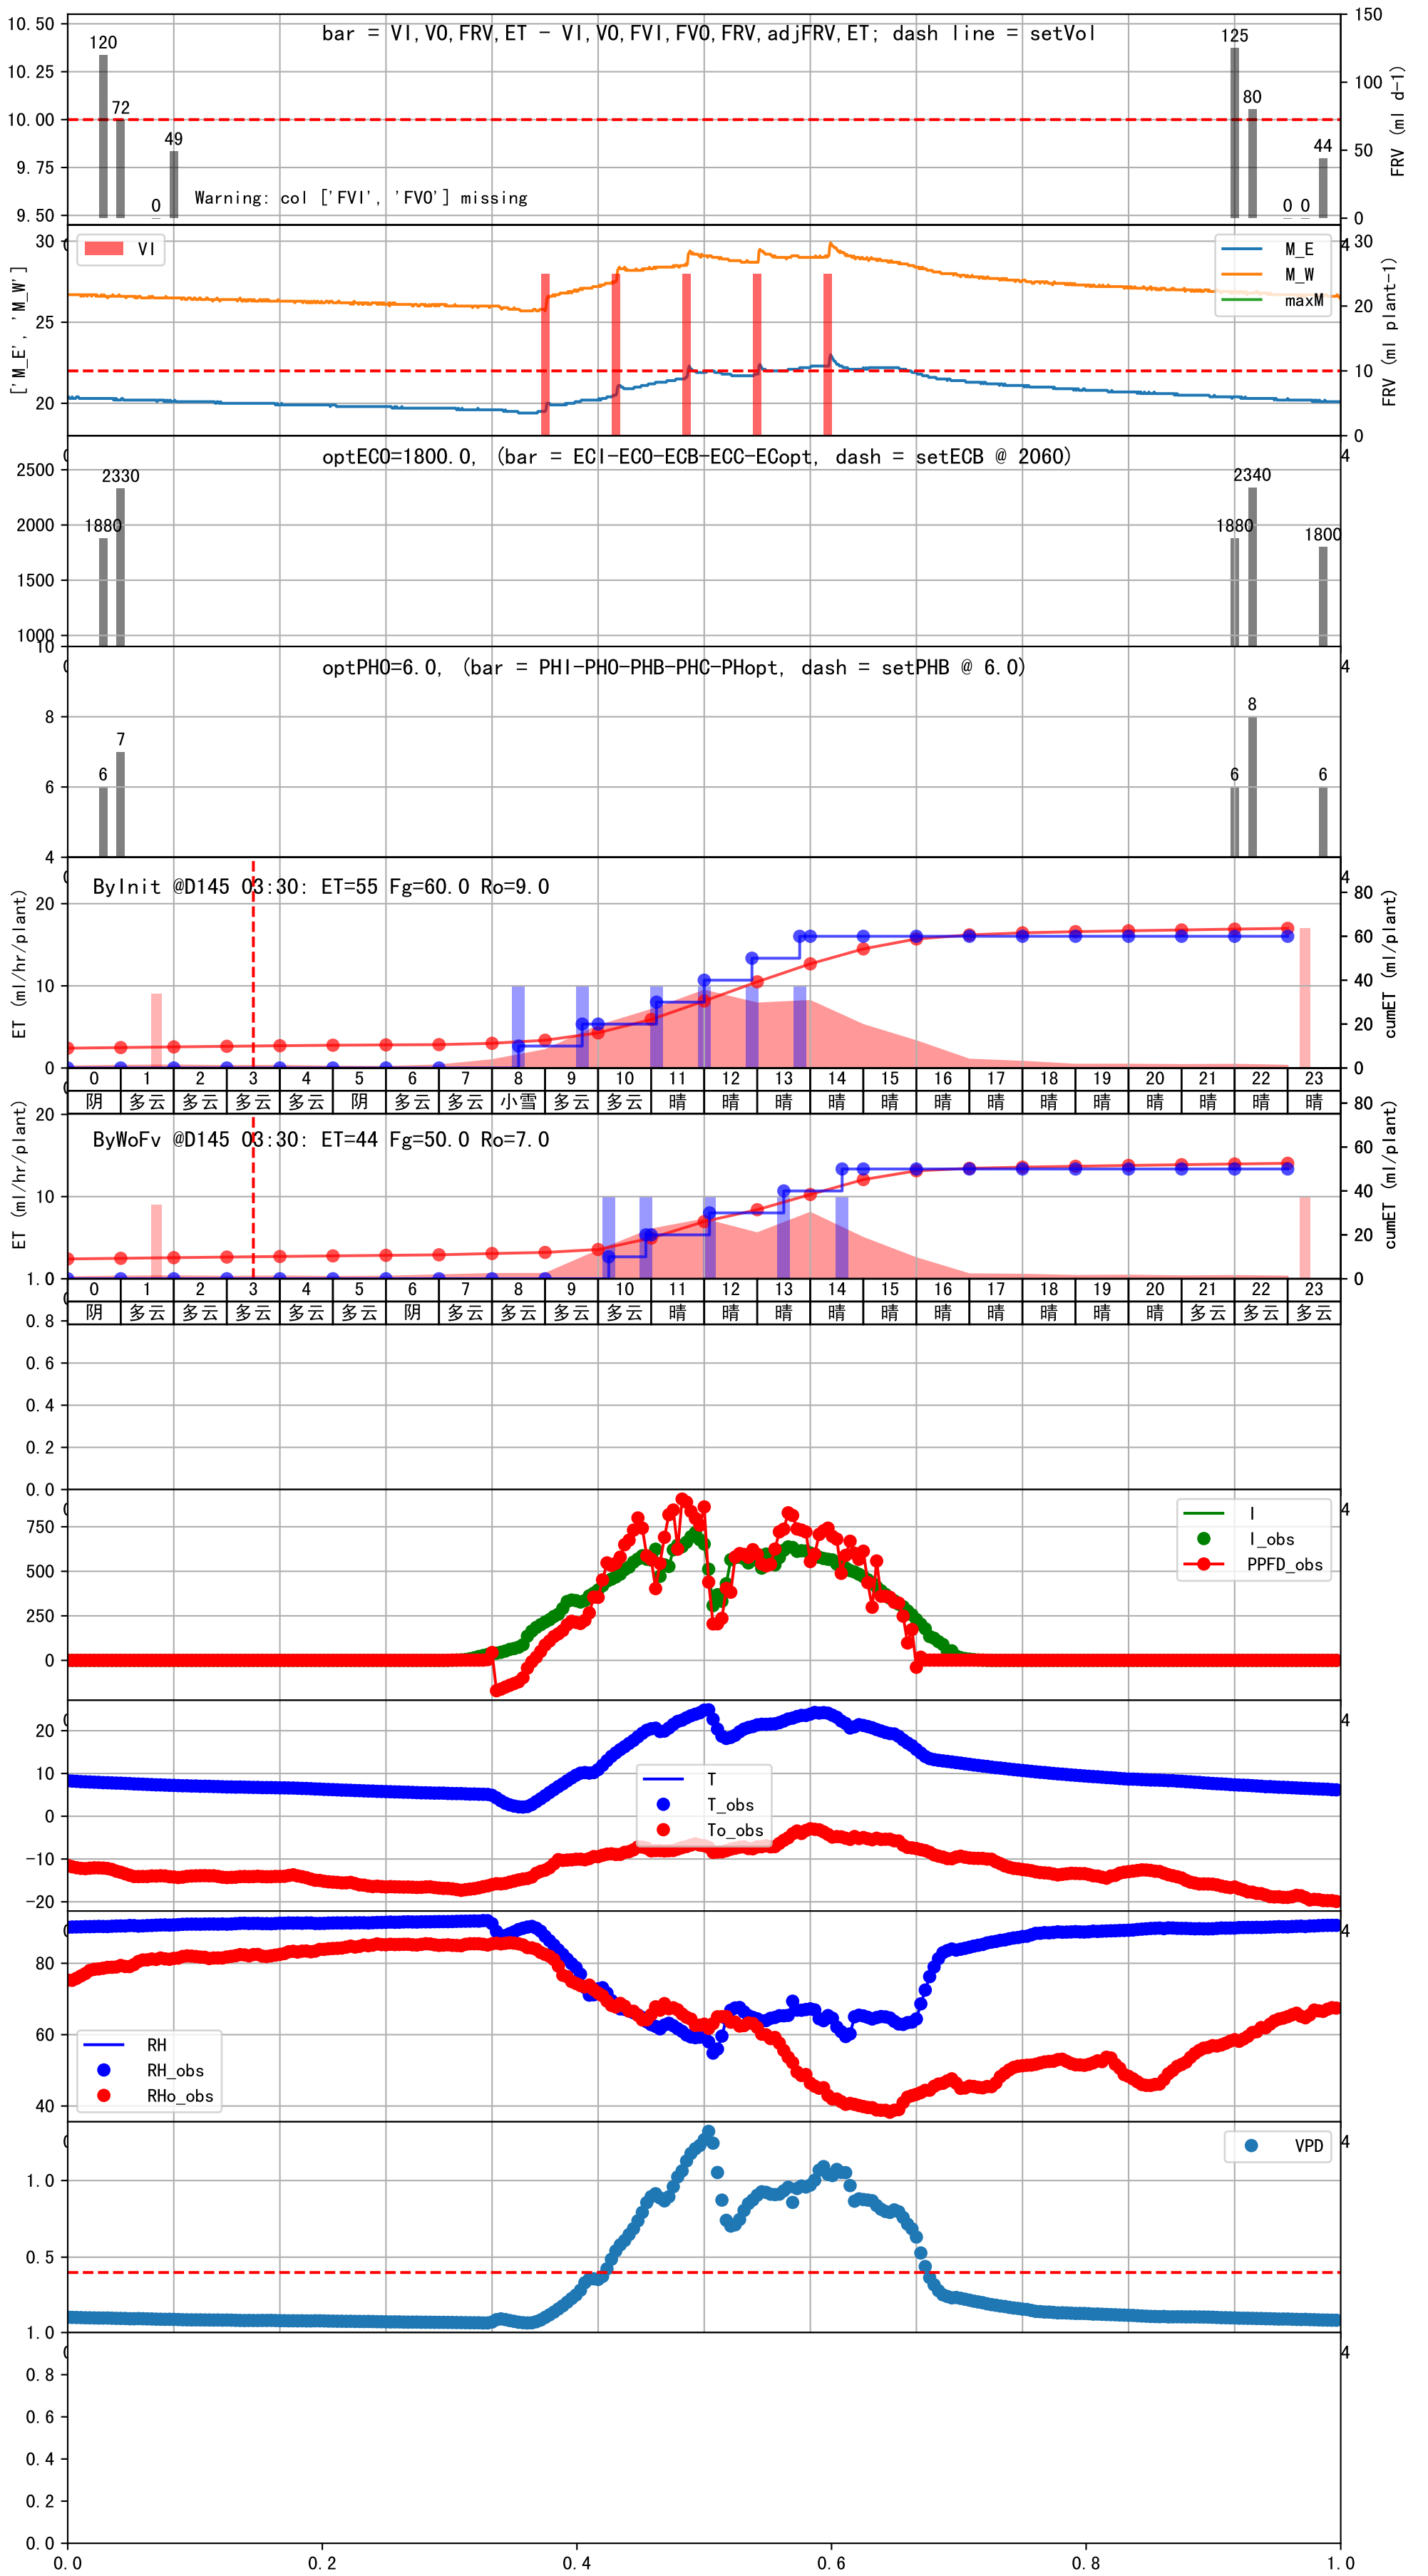 bar = VI,VO,FRV,ET - VI,VO,FVI,FVO,FRV,adjFRV,ET; dash line = setVol
10.50
10.25
10.00
9.75
9.50
120
72
0
49
125
80
0 0
44
Warning: col ['FVI', 'FVO'] missing
150
100
50
0
FRV (ml d-1)
['M_E', 'M_W']
30
25
20
VI
M_E
M_W
maxM
4
30
20
10
0
FRV (ml plant-1)
optECO=1800.0, (bar = ECI-ECO-ECB-ECC-ECopt, dash = setECB @ 2060)
2500
2000
1500
1000
1880
2330
1880
2340
1800
4
optPHO=6.0, (bar = PHI-PHO-PHB-PHC-PHopt, dash = setPHB @ 6.0)
10
8
6
4
6
7
6
8
6
4
ByInit @D145 03:30: ET=55 Fg=60.0 Ro=9.0
ET (ml/hr/plant)
20
10
0
4
80
60
40
20
0
cumET (ml/plant)
0 1 2 3 4 5 6 7 8 9 10 11 12 13 14 15 16 17 18 19 20 21 22 23
阴 多云 多云 多云 多云 阴 多云 多云 小雪 多云 多云 晴 晴 晴 晴 晴 晴 晴 晴 晴 晴 晴 晴 晴
ByWoFv @D145 03:30: ET=44 Fg=50.0 Ro=7.0
ET (ml/hr/plant)
20
10
80
60
40
20
0
cumET (ml/plant)
0 1 2 3 4 5 6 7 8 9 10 11 12 13 14 15 16 17 18 19 20 21 22 23
阴 多云 多云 多云 多云 多云 阴 多云 多云 多云 多云 晴 晴 晴 晴 晴 晴 晴 晴 晴 晴 多云 多云 多云
1.0
0.8
0.6
0.4
0.2
0.0
4
750
500
250
0
I
I_obs
PPFD_obs
4
20
10
0
-10
-20
T
T_obs
To_obs
4
80
60
40
RH
RH_obs
RHo_obs
4
1.0
0.5
VPD
4
1.0
0.8
0.6
0.4
0.2
0.0
0.0 0.2 0.4 0.6 0.8 1.0